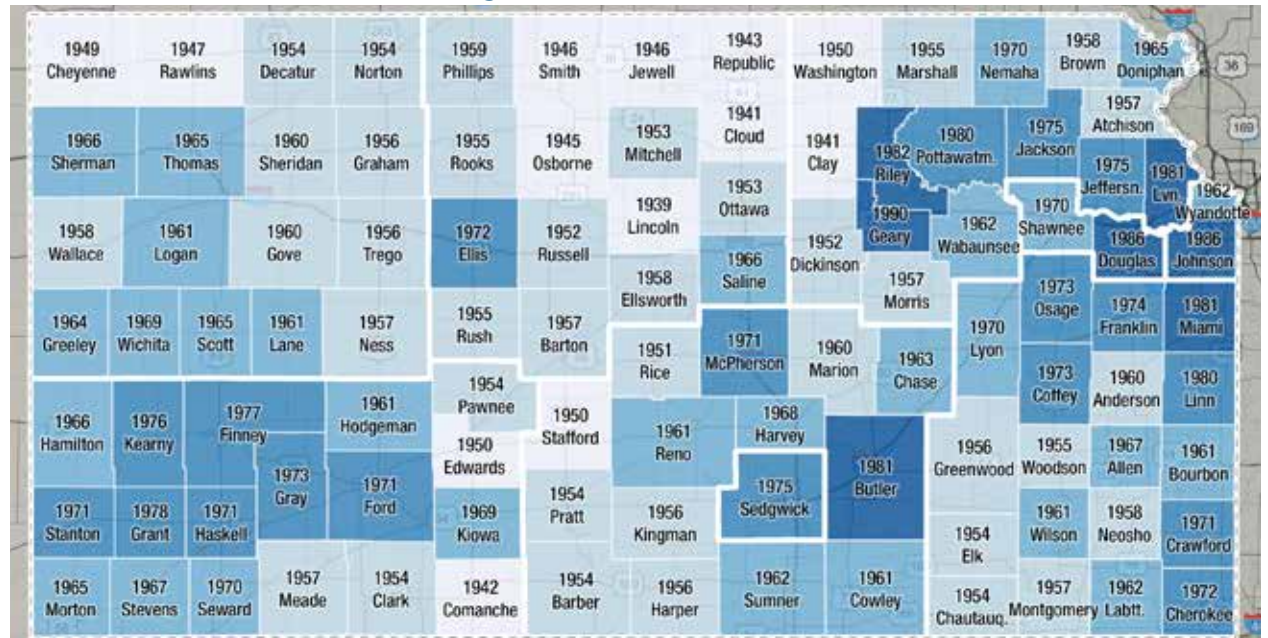 1949
Cheyenne
1947
Rawlins
1954
Decatur
1954
Norton
1959
Phillips
1946
Smith
1946
Jewell
1943
Republic
1950
Washington
1955
Marshall
1970
Nemaha
1958
Brown
1965
Doniphan
36
1966
Sherman
1965
Thomas
1960
Sheridan
1956
Graham
1955
Rooks
1945
Osborne
1953
Mitchell
1941
Cloud
1941
Clay
1982
Riley
1980
Pottawatm.
1975
Jackson
1957
Atchison
169
1975
Jeffersn.
1981
Lvn.
1962
Wyandotte
1958
Wallace
1961
Logan
1960
Gove
1956
Trego
1972
Ellis
1952
Russell
1939
Lincoln
1953
Ottawa
1966
Saline
1952
Dickinson
1990
Geary
1962
Wabaunsee
1970
Shawnee
1986
Douglas
1986
Johnson
1964
Greeley
1969
Wichita
1965
Scott
1961
Lane
1957
Ness
1955
Rush
1957
Barton
1958
Ellsworth
1957
Morris
1973
Osage
1974
Franklin
1981
Miami
1951
Rice
1971
McPherson
1960
Marion
1963
Chase
1970
Lyon
1973
Coffey
1960
Anderson
1980
Linn
1966
Hamilton
1976
Kearny
1977
Finney
1961
Hodgeman
1954
Pawnee
1950
Stafford
1950
Edwards
1961
Reno
1968
Harvey
1981
Butler
1956
Greenwood
1955
Woodson
1967
Allen
1961
Bourbon
1971
Stanton
1978
Grant
1971
Haskell
1973
Gray
1971
Ford
1969
Kiowa
1954
Pratt
1956
Kingman
1975
Sedgwick
1954
Elk
1961
Wilson
1958
Neosho
1971
Crawford
1965
Morton
1967
Stevens
1970
Seward
1957
Meade
1954
Clark
1942
Comanche
1954
Barber
1956
Harper
1962
Sumner
1961
Cowley
1954
Chautauq.
1957
Montgomery
1962
Labtt.
1972
Cherokee